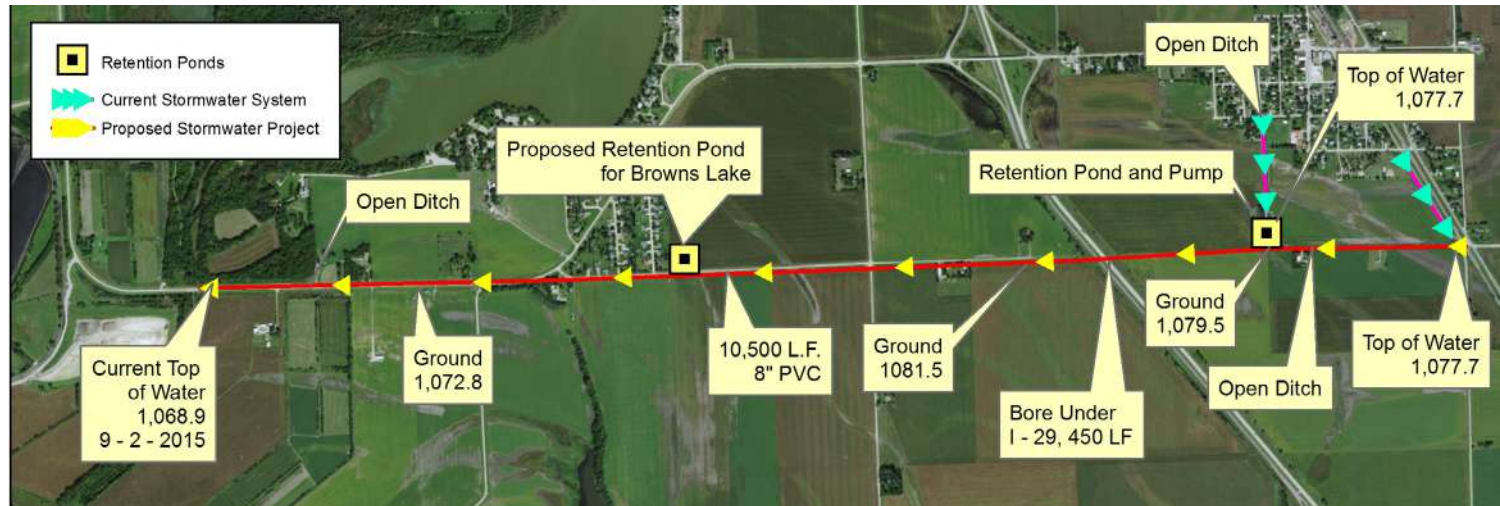 Retention Ponds
Current Stormwater System
Proposed Stormwater Project
Open Ditch
Top of Water
1,077.7
Proposed Retention Pond
for Browns Lake
Retention Pond and Pump
Open Ditch
Current Top
of Water
1,068.9
9 - 2 - 2015
Ground
1,072.8
10,500 L.F.
8" PVC
Ground
1081.5
Bore Under
I - 29, 450 LF
Ground
1,079.5
Open Ditch
Top of Water
1,077.7